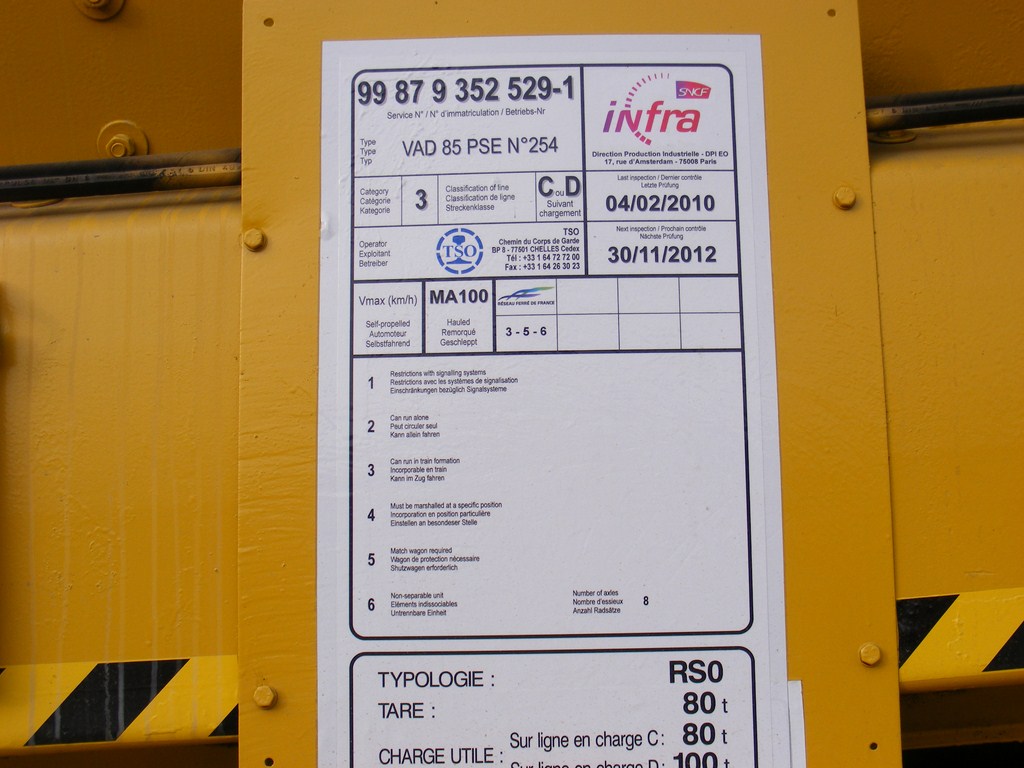 99 87 9 352 529-1
Service N° / N° d'immatriculation / Betriebs-Nr
Type
Type
Typ
VAD 85 PSE N°254
SNCF
infra
Direction Production Industrielle - DPI EO
17, rue d'Amsterdam - 75008 Paris
Category
Catégorie
Kategorie
3
Classification of line
Classification de ligne
Streckenklasse
C ou D
Suivant
chargement
Last inspection / Dernier contrôle
Letzte Prüfung
04/02/2010
Operator
Exploitant
Betreiber
TSO
TSO
Chemin du Corps de Garde
BP 8 - 77501 CHELLES Cedex
Tél : +33 1 64 72 72 00
Fax : +33 1 64 26 30 23
Next inspection / Prochain contrôle
Nächste Prüfung
30/11/2012
Vmax (km/h)
Self-propelled
Automoteur
Selbstfahrend
MA100
Hauled
Remorqué
Geschleppt
RÉSEAU FERRÉ DE FRANCE
3 - 5 - 6
1
Restrictions with signalling systems
Restrictions avec les systèmes de signalisation
Einschränkungen bezüglich Signalsysteme
2
Can run alone
Peut circuler seul
Kann allein fahren
3
Can run in train formation
Incorporable en train
Kann im Zug fahren
4
Must be marshalled at a specific position
Incorporation en position particulière
Einstellen an besondeser Stelle
5
Match wagon required
Wagon de protection nécessaire
Shutzwagen erforderlich
6
Non-separable unit
Eléments indissociables
Untrennbare Einheit
Number of axles
Nombre d'essieux
Anzahl Radsätze
8
TYPOLOGIE : RS0
TARE : 80 t
CHARGE UTILE : Sur ligne en charge C : 80 t
Sur ligne en charge D : 100 t